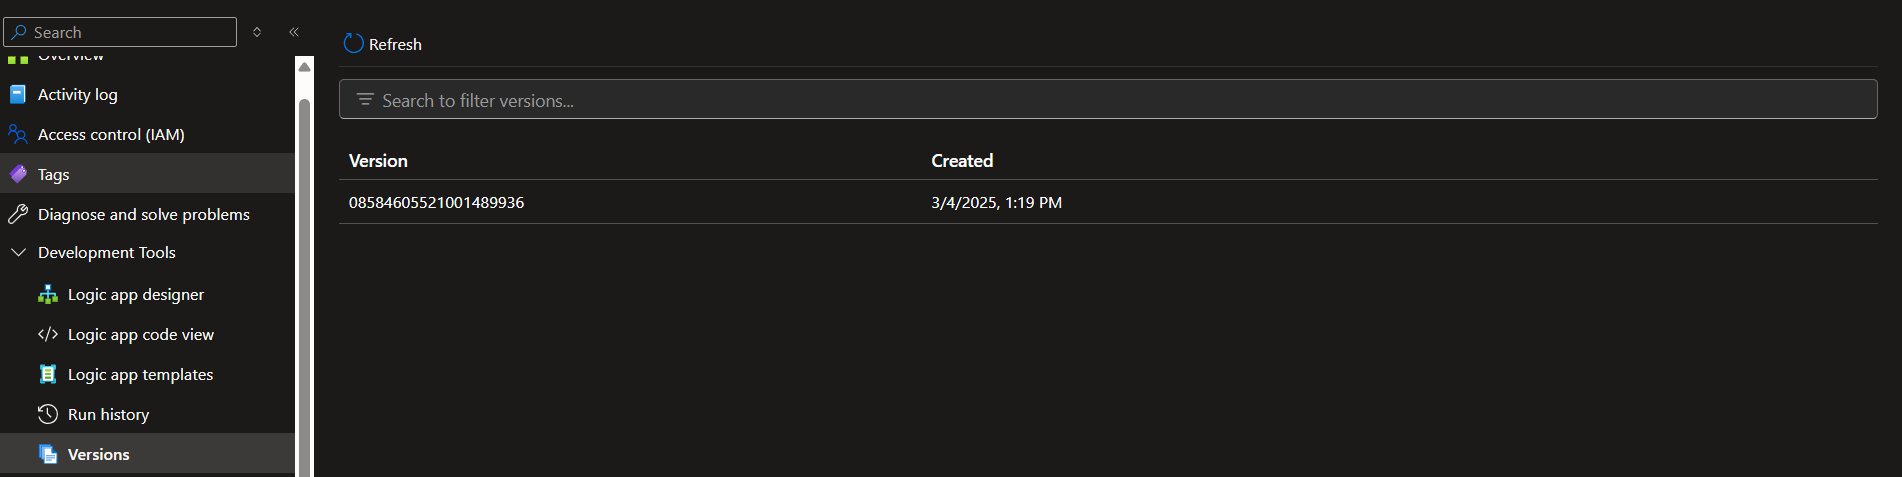 Search
Overview
Activity log
Access control (IAM)
Tags
Diagnose and solve problems
Development Tools
Logic app designer
Logic app code view
Logic app templates
Run history
Versions
Refresh
Search to filter versions...
Version Created
08584605521001489936 3/4/2025, 1:19 PM